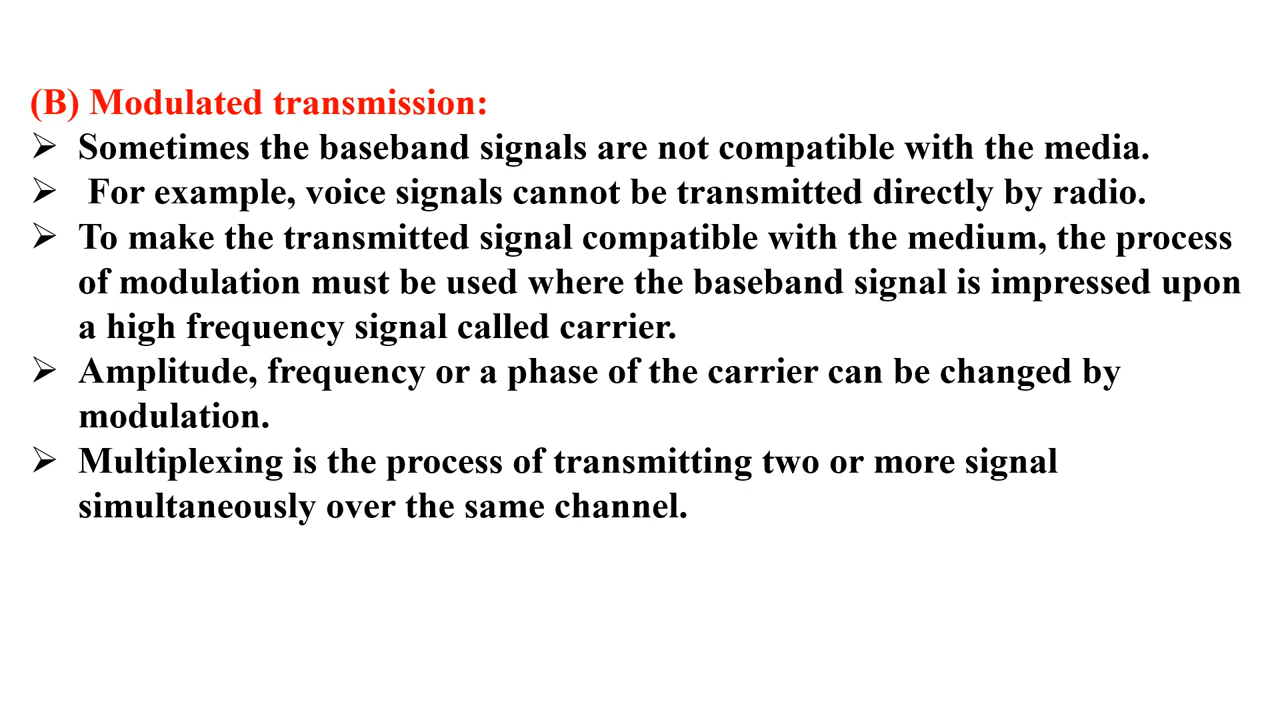 (B) Modulated transmission:
➢ Sometimes the baseband signals are not compatible with the media.
➢ For example, voice signals cannot be transmitted directly by radio.
➢ To make the transmitted signal compatible with the medium, the process
of modulation must be used where the baseband signal is impressed upon
a high frequency signal called carrier.
➢ Amplitude, frequency or a phase of the carrier can be changed by
modulation.
➢ Multiplexing is the process of transmitting two or more signal
simultaneously over the same channel.